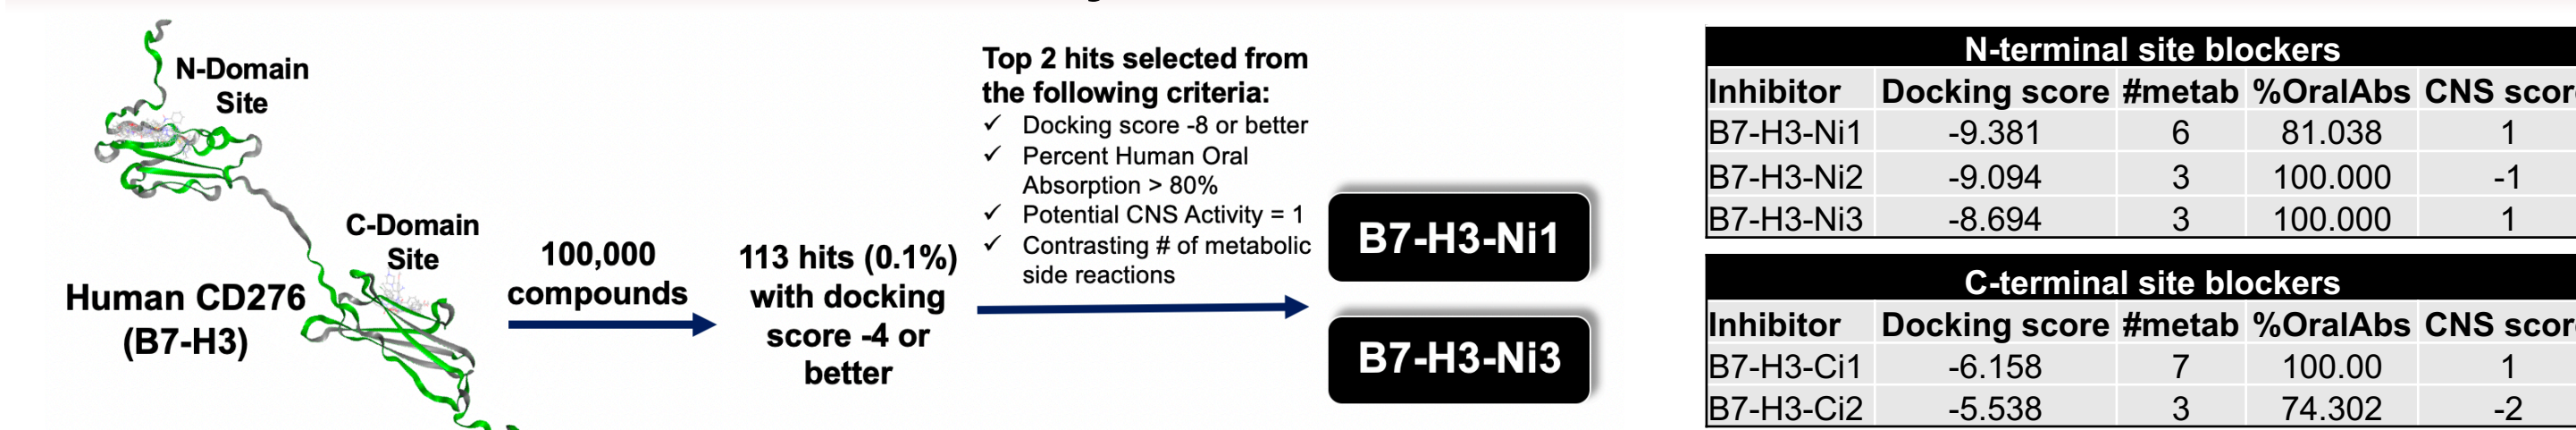 N-Domain
Site
C-Domain
Site
Human CD276
(B7-H3)
100,000
compounds
113 hits (0.1%)
with docking
score -4 or
better
Top 2 hits selected from
the following criteria:
✓ Docking score -8 or better
✓ Percent Human Oral
Absorption > 80%
✓ Potential CNS Activity = 1
✓ Contrasting # of metabolic
side reactions
B7-H3-Ni1
B7-H3-Ni3
N-terminal site blockers
Inhibitor Docking score #metab %OralAbs CNS scor
B7-H3-Ni1 -9.381 6 81.038 1
B7-H3-Ni2 -9.094 3 100.000 -1
B7-H3-Ni3 -8.694 3 100.000 1
C-terminal site blockers
Inhibitor Docking score #metab %OralAbs CNS scor
B7-H3-Ci1 -6.158 7 100.00 1
B7-H3-Ci2 -5.538 3 74.302 -2